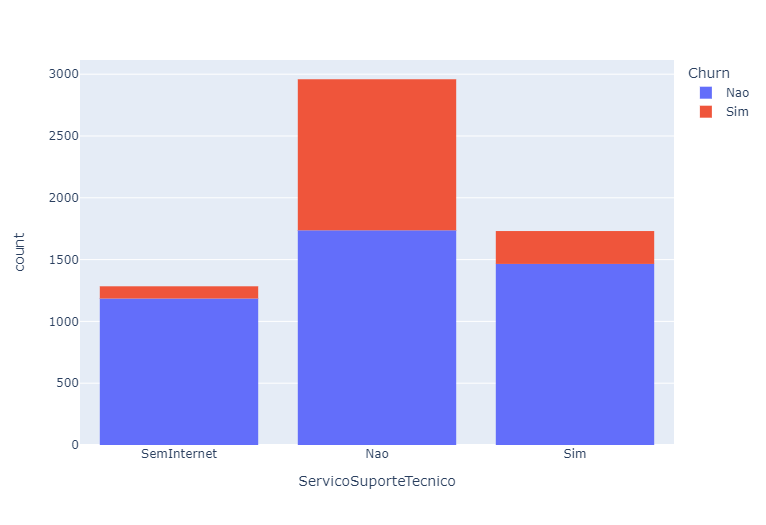 Churn
Nao
Sim
3000
2500
2000
1500
1000
500
0
count
SemInternet
Nao
Sim
ServicoSuporteTecnico